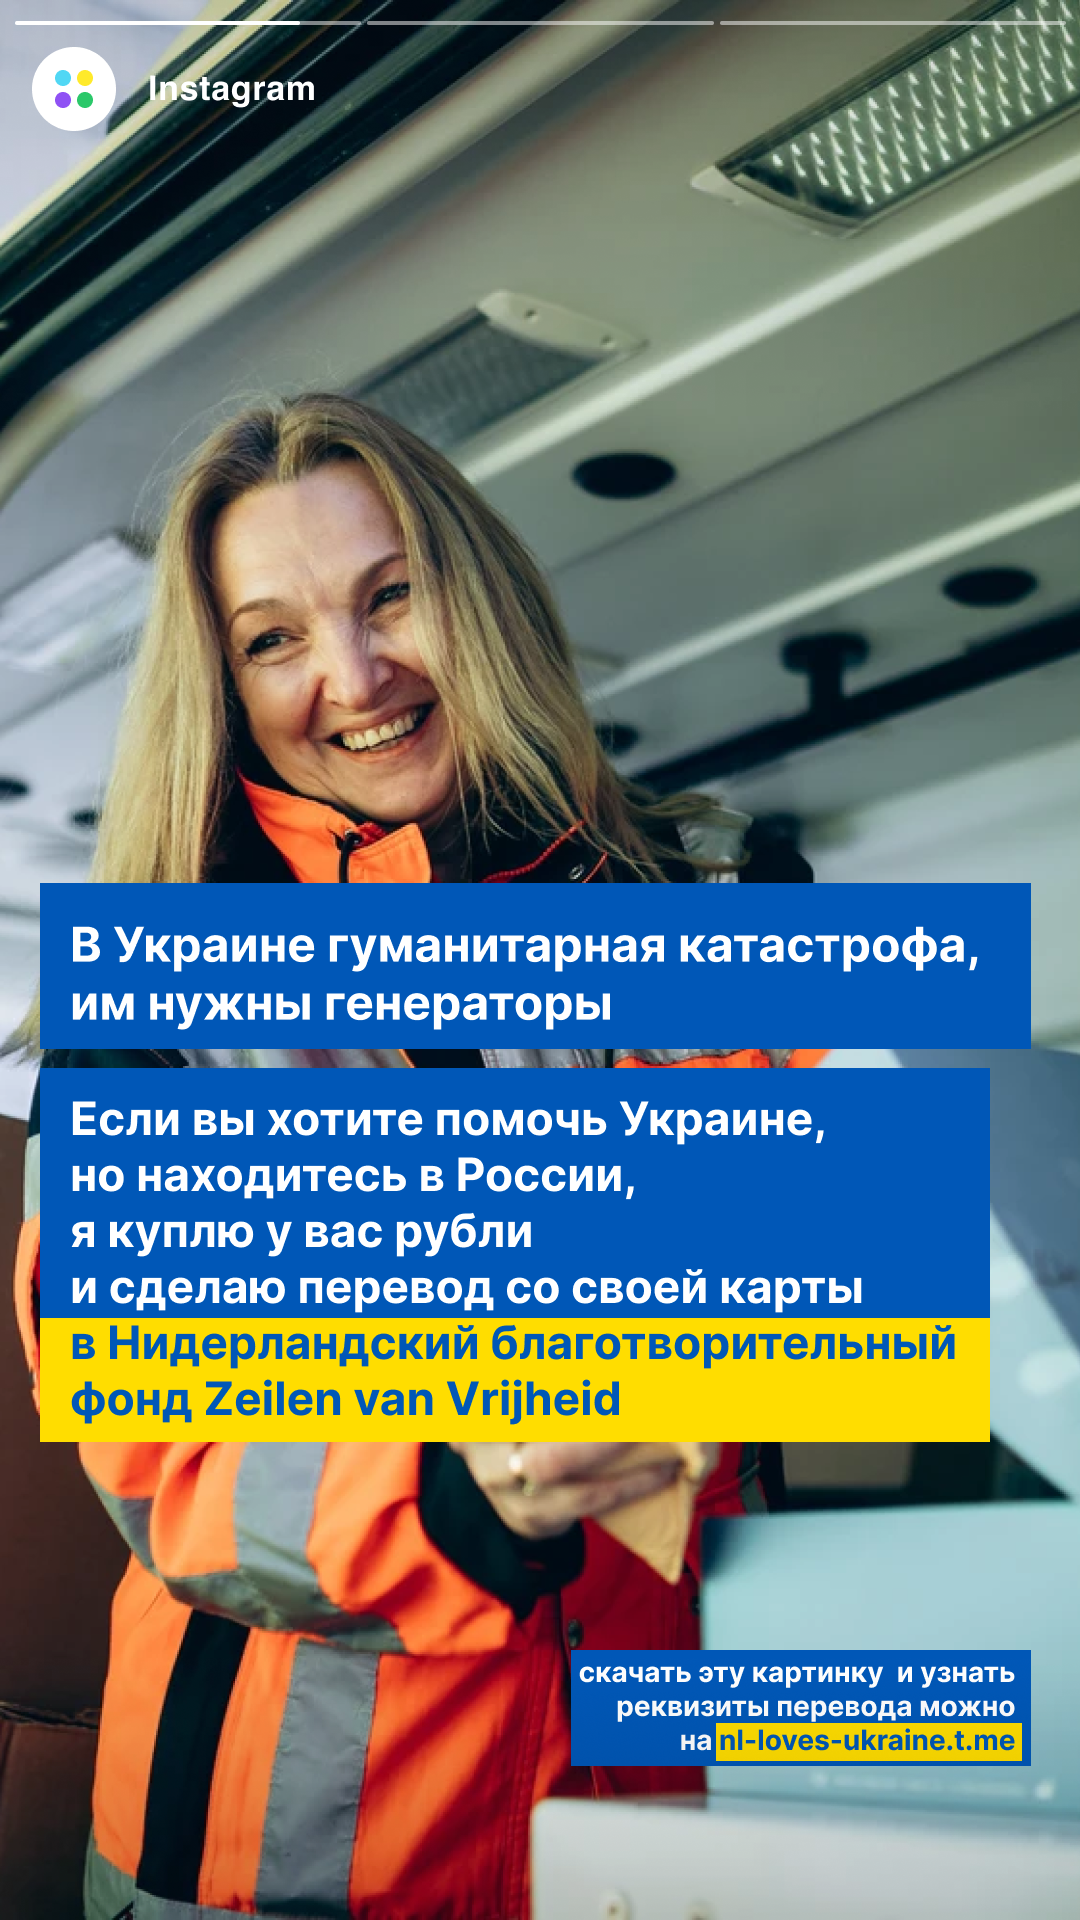 Instagram
В Украине гуманитарная катастрофа,
им нужны генераторы
Если вы хотите помочь Украине,
но находитесь в России,
я куплю у вас рубли
и сделаю перевод со своей карты
в Нидерландский благотворительный
фонд Zeilen van Vrijheid
скачать эту картинку и узнать
реквизиты перевода можно
на nl-loves-ukraine.t.me